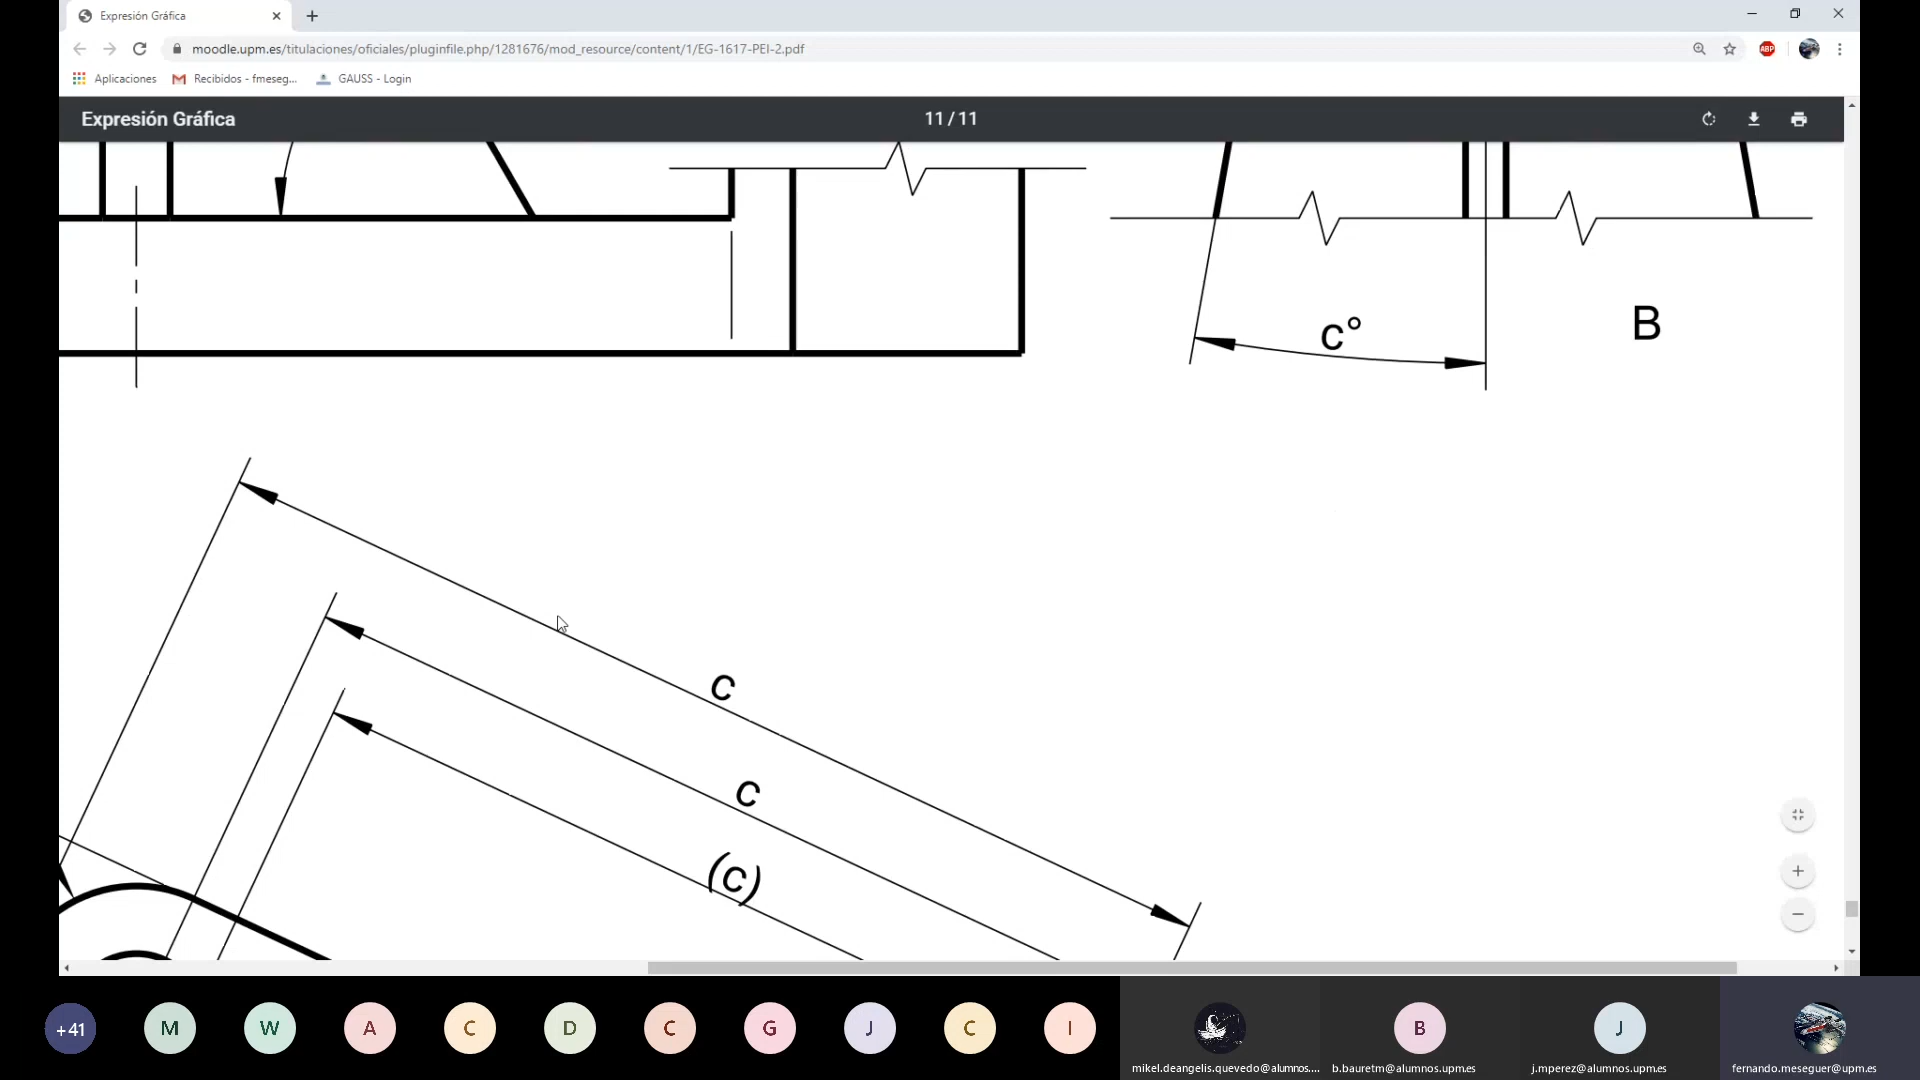 Expresión Gráfica
moodle.upm.es/titulaciones/oficiales/pluginfile.php/1281676/mod_resource/content/1/EG-1617-PEI-2.pdf
ABP
Aplicaciones
Recibidos - fmeseg...
GAUSS - Login
Expresión Gráfica
11 / 11
c°
B
c
c
(c)
+41
M
W
A
C
D
C
G
J
C
I
B
J
mikel.deangelis.quevedo@alumnos....
b.bauretm@alumnos.upm.es
j.mperez@alumnos.upm.es
fernando.meseguer@upm.es